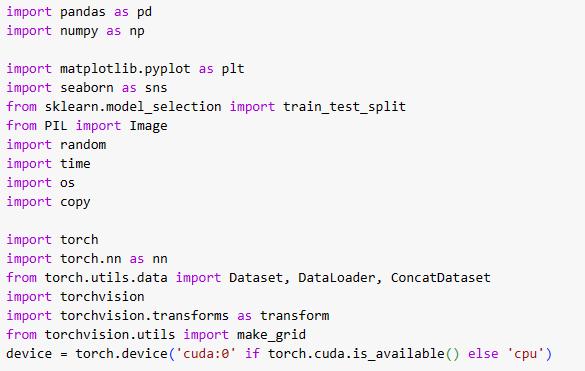 import pandas as pd
import numpy as np
import matplotlib.pyplot as plt
import seaborn as sns
from sklearn.model_selection import train_test_split
from PIL import Image
import random
import time
import os
import copy
import torch
import torch.nn as nn
from torch.utils.data import Dataset, DataLoader, ConcatDataset
import torchvision
import torchvision.transforms as transform
from torchvision.utils import make_grid
device = torch.device('cuda:0' if torch.cuda.is_available() else 'cpu')